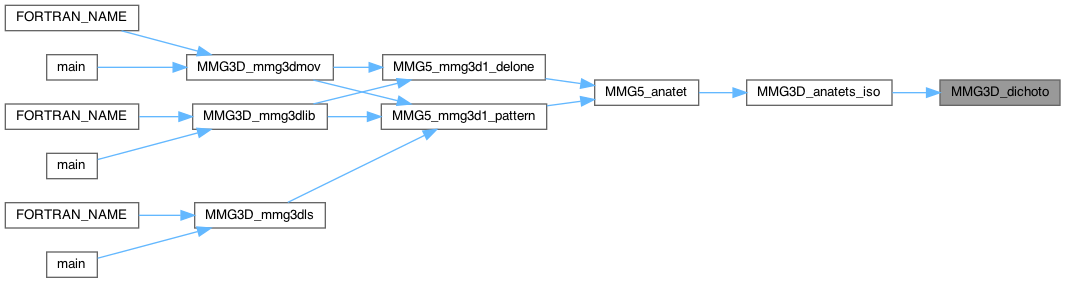 FORTRAN_NAME
main
MMG3D_mmg3dmov
MMG5_mmg3d1_delone
MMG5_anatet
MMG3D_anatets_iso
MMG3D_dichoto
FORTRAN_NAME
MMG3D_mmg3dlib
MMG5_mmg3d1_pattern
main
FORTRAN_NAME
MMG3D_mmg3dls
main